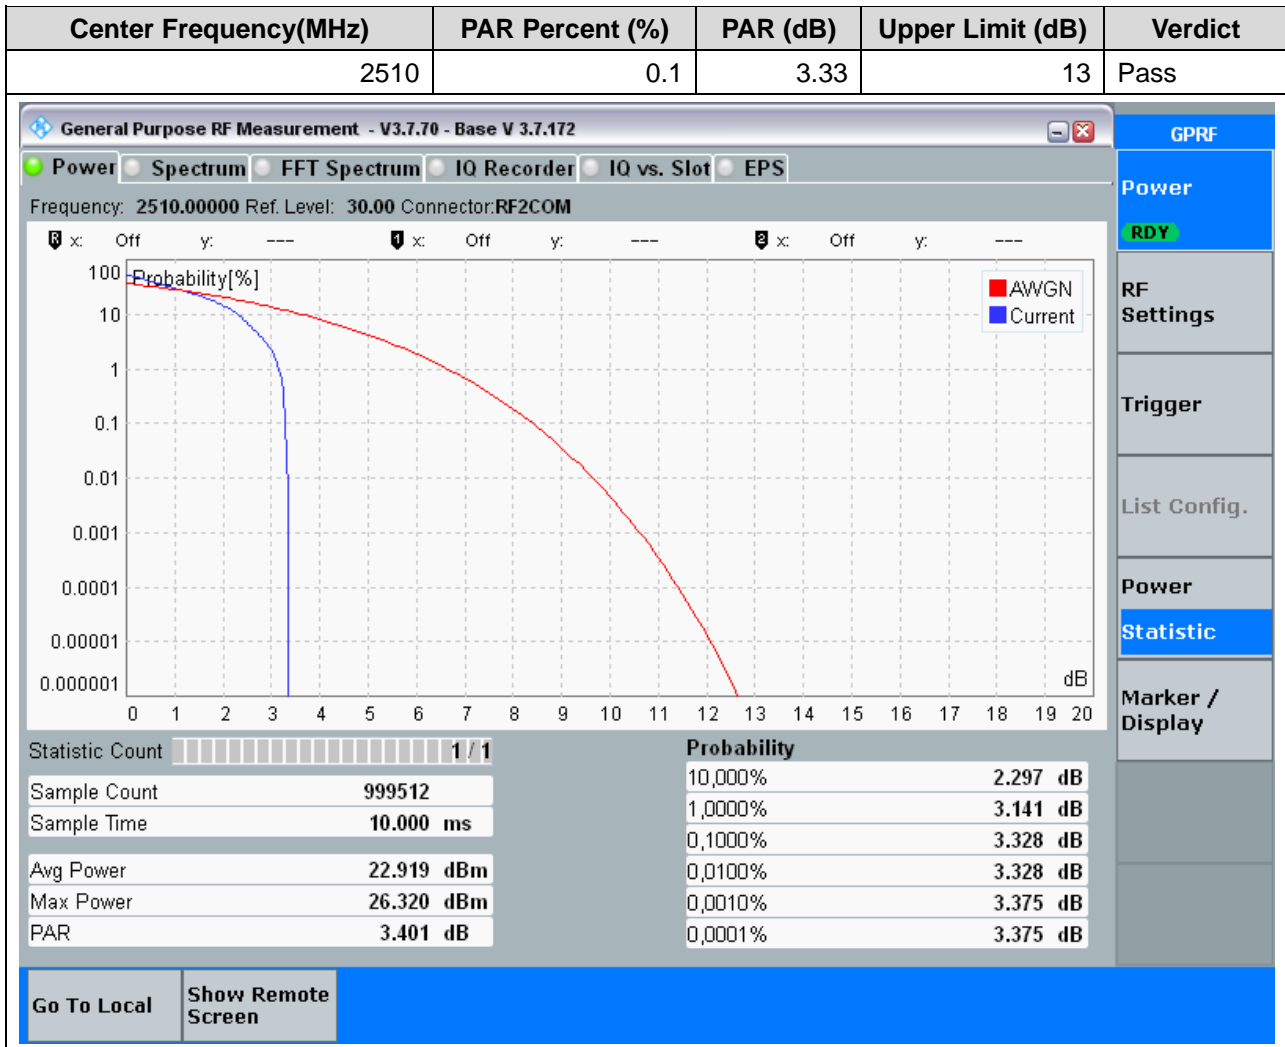 Center Frequency(MHz) PAR Percent (%) PAR (dB) Upper Limit (dB) Verdict
2510 0.1 3.33 13 Pass
General Purpose RF Measurement - V3.7.70 - Base V 3.7.172
GPRF
Power Spectrum FFT Spectrum IQ Recorder IQ vs. Slot EPS
Frequency: 2510.00000 Ref. Level: 30.00 Connector:RF2COM
R x: Off y: --- 1 x: Off y: --- 2 x: Off y: ---
Probability[%]
AWGN
Current
100
10
1
0.1
0.01
0.001
0.0001
0.00001
0.000001
dB
0 1 2 3 4 5 6 7 8 9 10 11 12 13 14 15 16 17 18 19 20
Statistic Count 1 / 1
Sample Count 999512
Sample Time 10.000 ms
Avg Power 22.919 dBm
Max Power 26.320 dBm
PAR 3.401 dB
Probability
10,000% 2.297 dB
1,0000% 3.141 dB
0,1000% 3.328 dB
0,0100% 3.328 dB
0,0010% 3.375 dB
0,0001% 3.375 dB
Power
RDY
RF
Settings
Trigger
List Config.
Power
Statistic
Marker /
Display
Go To Local
Show Remote
Screen